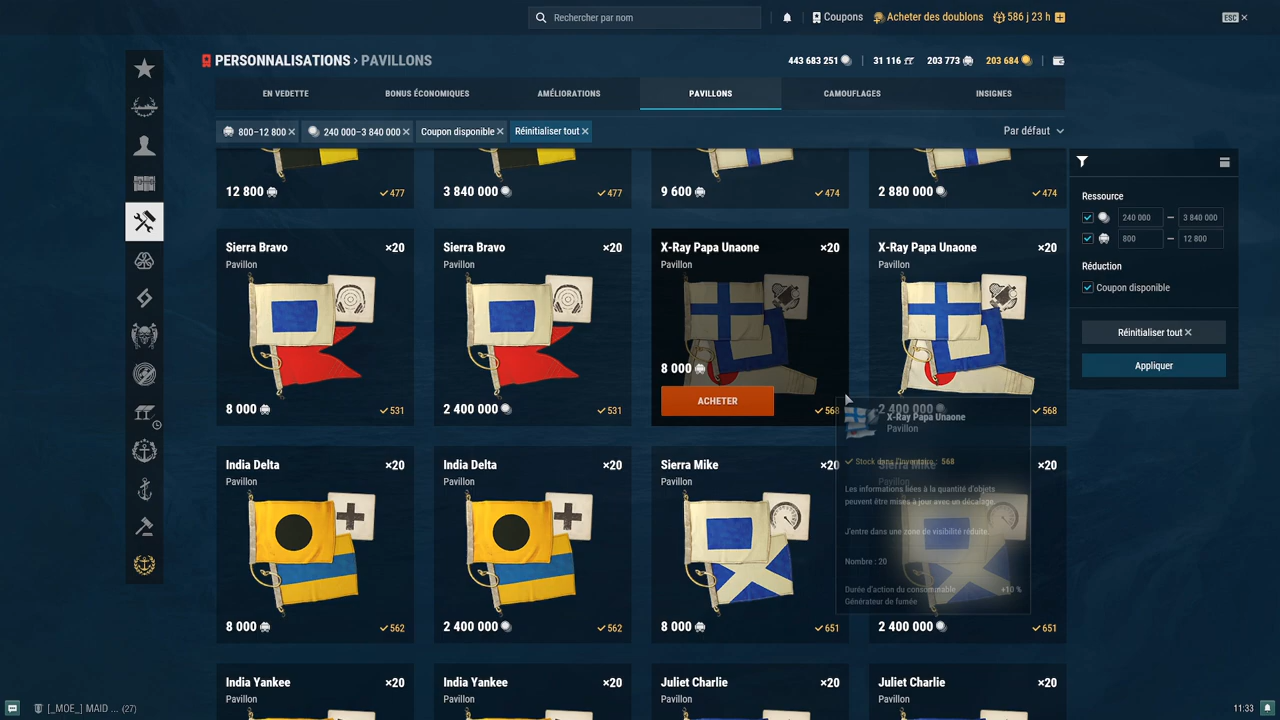 Rechercher par nom
Coupons
Acheter des doublons
586 j 23 h
ESC
PERSONNALISATIONS › PAVILLONS
443 683 251
31 116
203 773
203 684
EN VEDETTE
BONUS ÉCONOMIQUES
AMÉLIORATIONS
PAVILLONS
CAMOUFLAGES
INSIGNES
800–12 800
240 000–3 840 000
Coupon disponible
Réinitialiser tout
Par défaut
12 800
477
3 840 000
477
9 600
474
2 880 000
474
Sierra Bravo ×20
Pavillon
8 000
531
Sierra Bravo ×20
Pavillon
2 400 000
531
X-Ray Papa Unaone ×20
Pavillon
8 000
ACHETER
568
X-Ray Papa Unaone ×20
Pavillon
2 400 000
568
X-Ray Papa Unaone
Pavillon
Stock dans l'inventaire : 568
Les informations liées à la quantité d'objets
peuvent être mises à jour avec un décalage.
J'entre dans une zone de visibilité réduite.
Nombre : 20
Durée d'action du consommable +10 %
Générateur de fumée
India Delta ×20
Pavillon
8 000
562
India Delta ×20
Pavillon
2 400 000
562
Sierra Mike ×20
Pavillon
8 000
651
Sierra Mike ×20
2 400 000
651
India Yankee ×20
Pavillon
India Yankee ×20
Pavillon
Juliet Charlie ×20
Pavillon
Juliet Charlie ×20
Pavillon
Ressource
240 000 – 3 840 000
800 – 12 800
Réduction
Coupon disponible
Réinitialiser tout
Appliquer
[_MOE_] MAID ... (27)
11:33